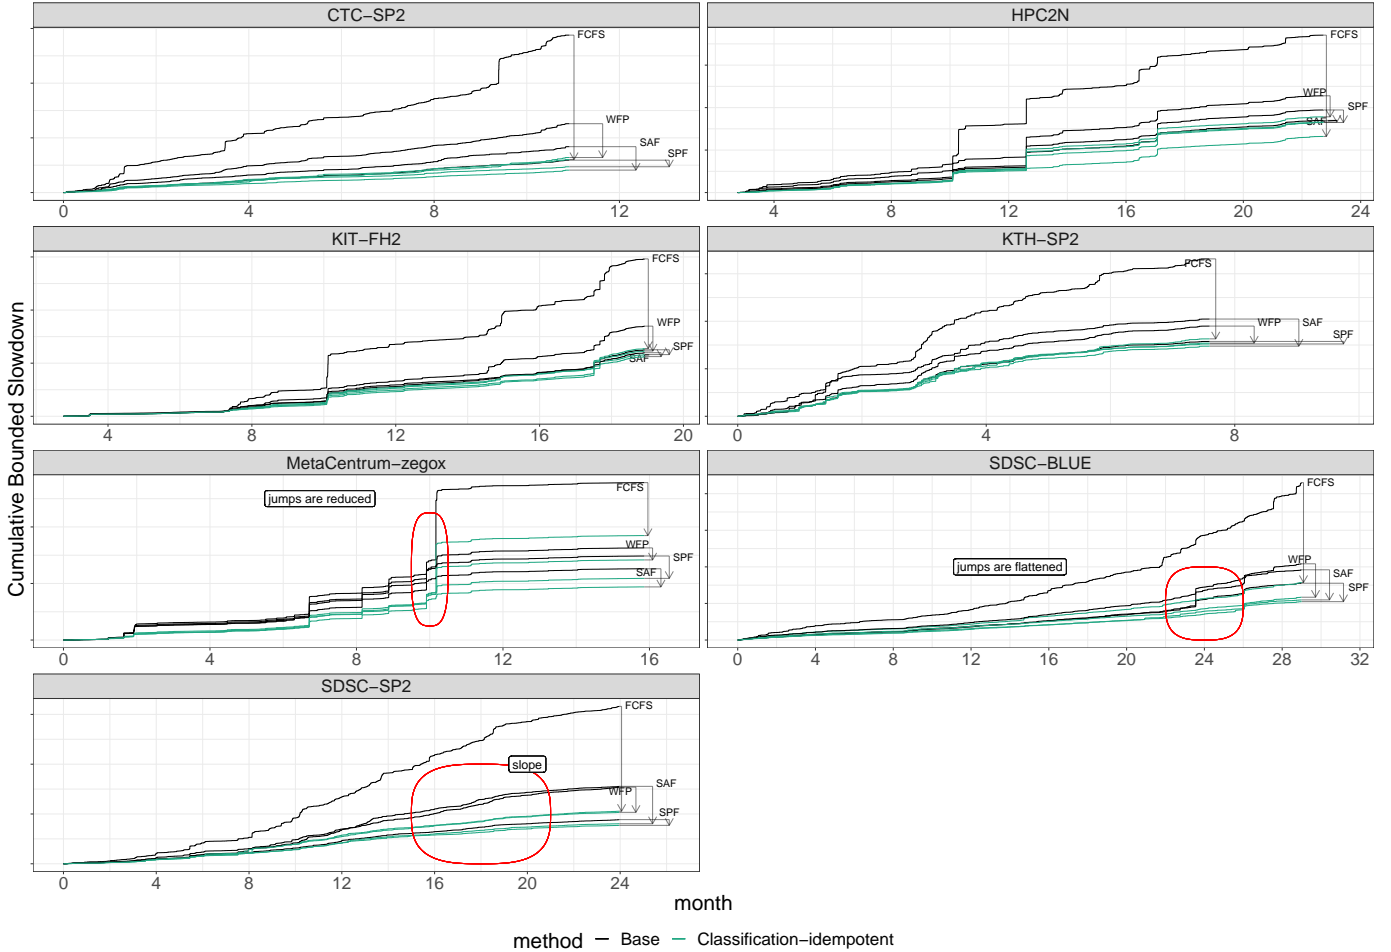 CTC−SP2
FCFS
WFP
SAF
SPF
0 4 8 12
HPC2N
FCFS
WFP
SPF
SAF
4 8 12 16 20 24
KIT−FH2
FCFS
WFP
SPF
SAF
4 8 12 16 20
KTH−SP2
FCFS
WFP
SAF
SPF
0 4 8
MetaCentrum−zegox
jumps are reduced
FCFS
WFP
SPF
SAF
0 4 8 12 16
SDSC−BLUE
FCFS
jumps are flattened
WFP
SAF
SPF
0 4 8 12 16 20 24 28 32
SDSC−SP2
FCFS
slope
SAF
WFP
SPF
0 4 8 12 16 20 24
Cumulative Bounded Slowdown
month
method Base Classification−idempotent